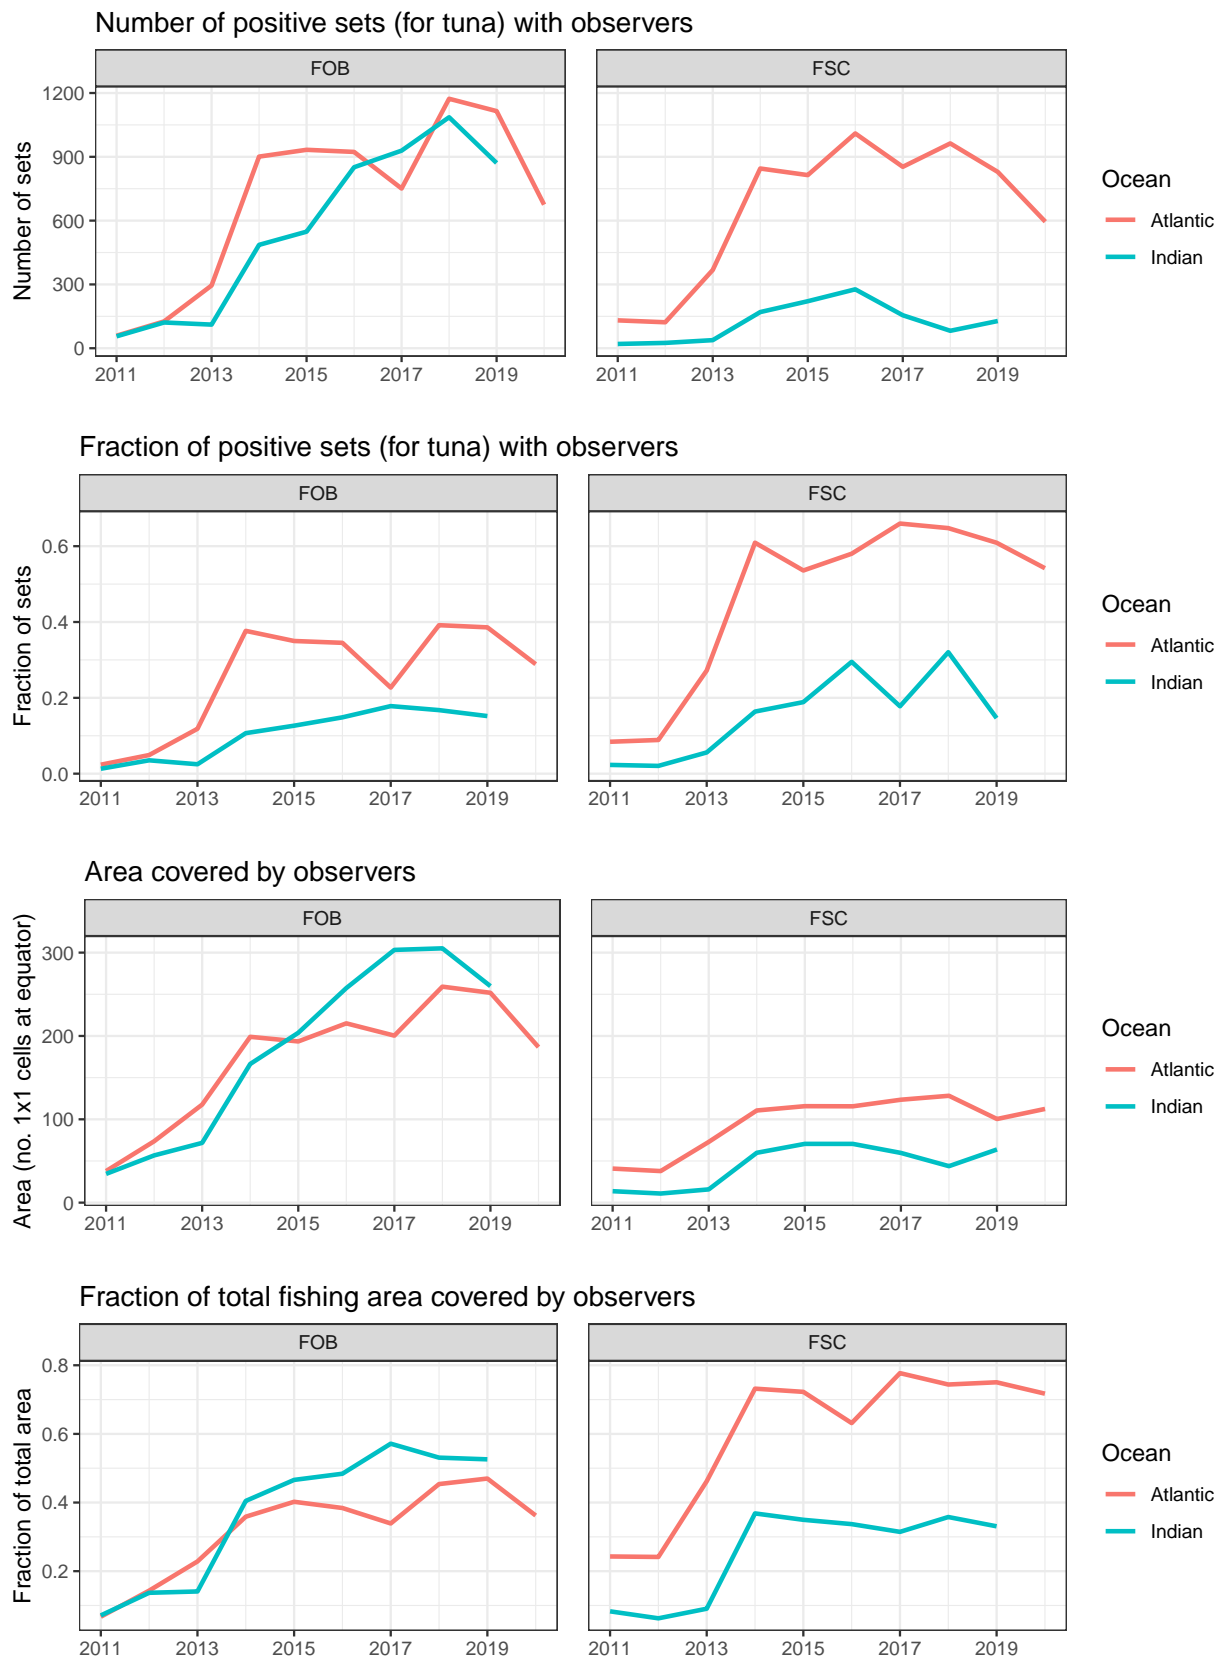 Number of positive sets (for tuna) with observers
FOB
FSC
Number of sets
1200
900
600
300
0
2011 2013 2015 2017 2019
2011 2013 2015 2017 2019
Ocean
Atlantic
Indian
Fraction of positive sets (for tuna) with observers
FOB
FSC
Fraction of sets
0.6
0.4
0.2
0.0
2011 2013 2015 2017 2019
2011 2013 2015 2017 2019
Ocean
Atlantic
Indian
Area covered by observers
FOB
FSC
Area (no. 1x1 cells at equator)
300
200
100
0
2011 2013 2015 2017 2019
2011 2013 2015 2017 2019
Ocean
Atlantic
Indian
Fraction of total fishing area covered by observers
FOB
FSC
Fraction of total area
0.8
0.6
0.4
0.2
2011 2013 2015 2017 2019
2011 2013 2015 2017 2019
Ocean
Atlantic
Indian